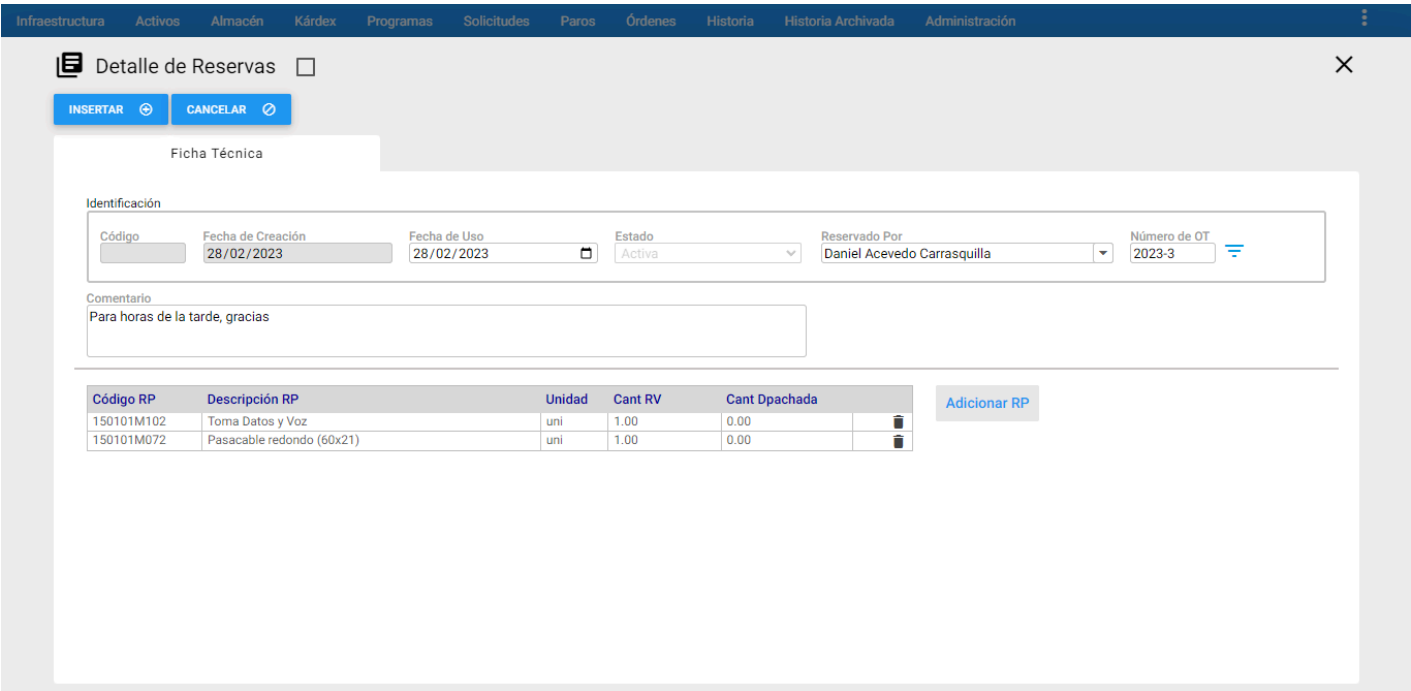 Infraestructura Activos Almacén Kárdex Programas Solicitudes Paros Órdenes Historia Historia Archivada Administración
Detalle de Reservas
INSERTAR CANCELAR
Ficha Técnica
Identificación
Código Fecha de Creación Fecha de Uso Estado Reservado Por Número de OT
28/02/2023 28/02/2023 Activa Daniel Acevedo Carrasquilla 2023-3
Comentario
Para horas de la tarde, gracias
Código RP Descripción RP Unidad Cant RV Cant Dpachada Adicionar RP
150101M102 Toma Datos y Voz uni 1.00 0.00
150101M072 Pasacable redondo (60x21) uni 1.00 0.00